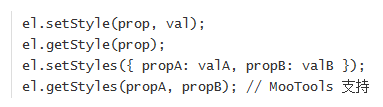 el.setStyle(prop, val);
el.getStyle(prop);
el.setStyles({ propA: valA, propB: valB });
el.getStyles(propA, propB); // MooTools 支持